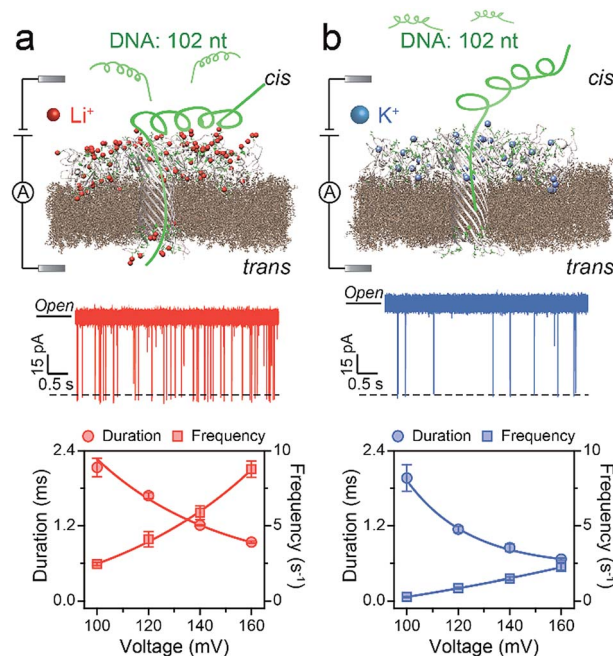 a
DNA: 102 nt
cis
Li⁺
A
trans
Open
15 pA
0.5 s
Duration Frequency
Duration (ms)
2.4
1.2
0.0
Frequency (s⁻¹)
10
5
0
100 120 140 160
Voltage (mV)
b
DNA: 102 nt
cis
K⁺
A
trans
Open
15 pA
0.5 s
Duration Frequency
Duration (ms)
2.4
1.2
0.0
Frequency (s⁻¹)
10
5
0
100 120 140 160
Voltage (mV)